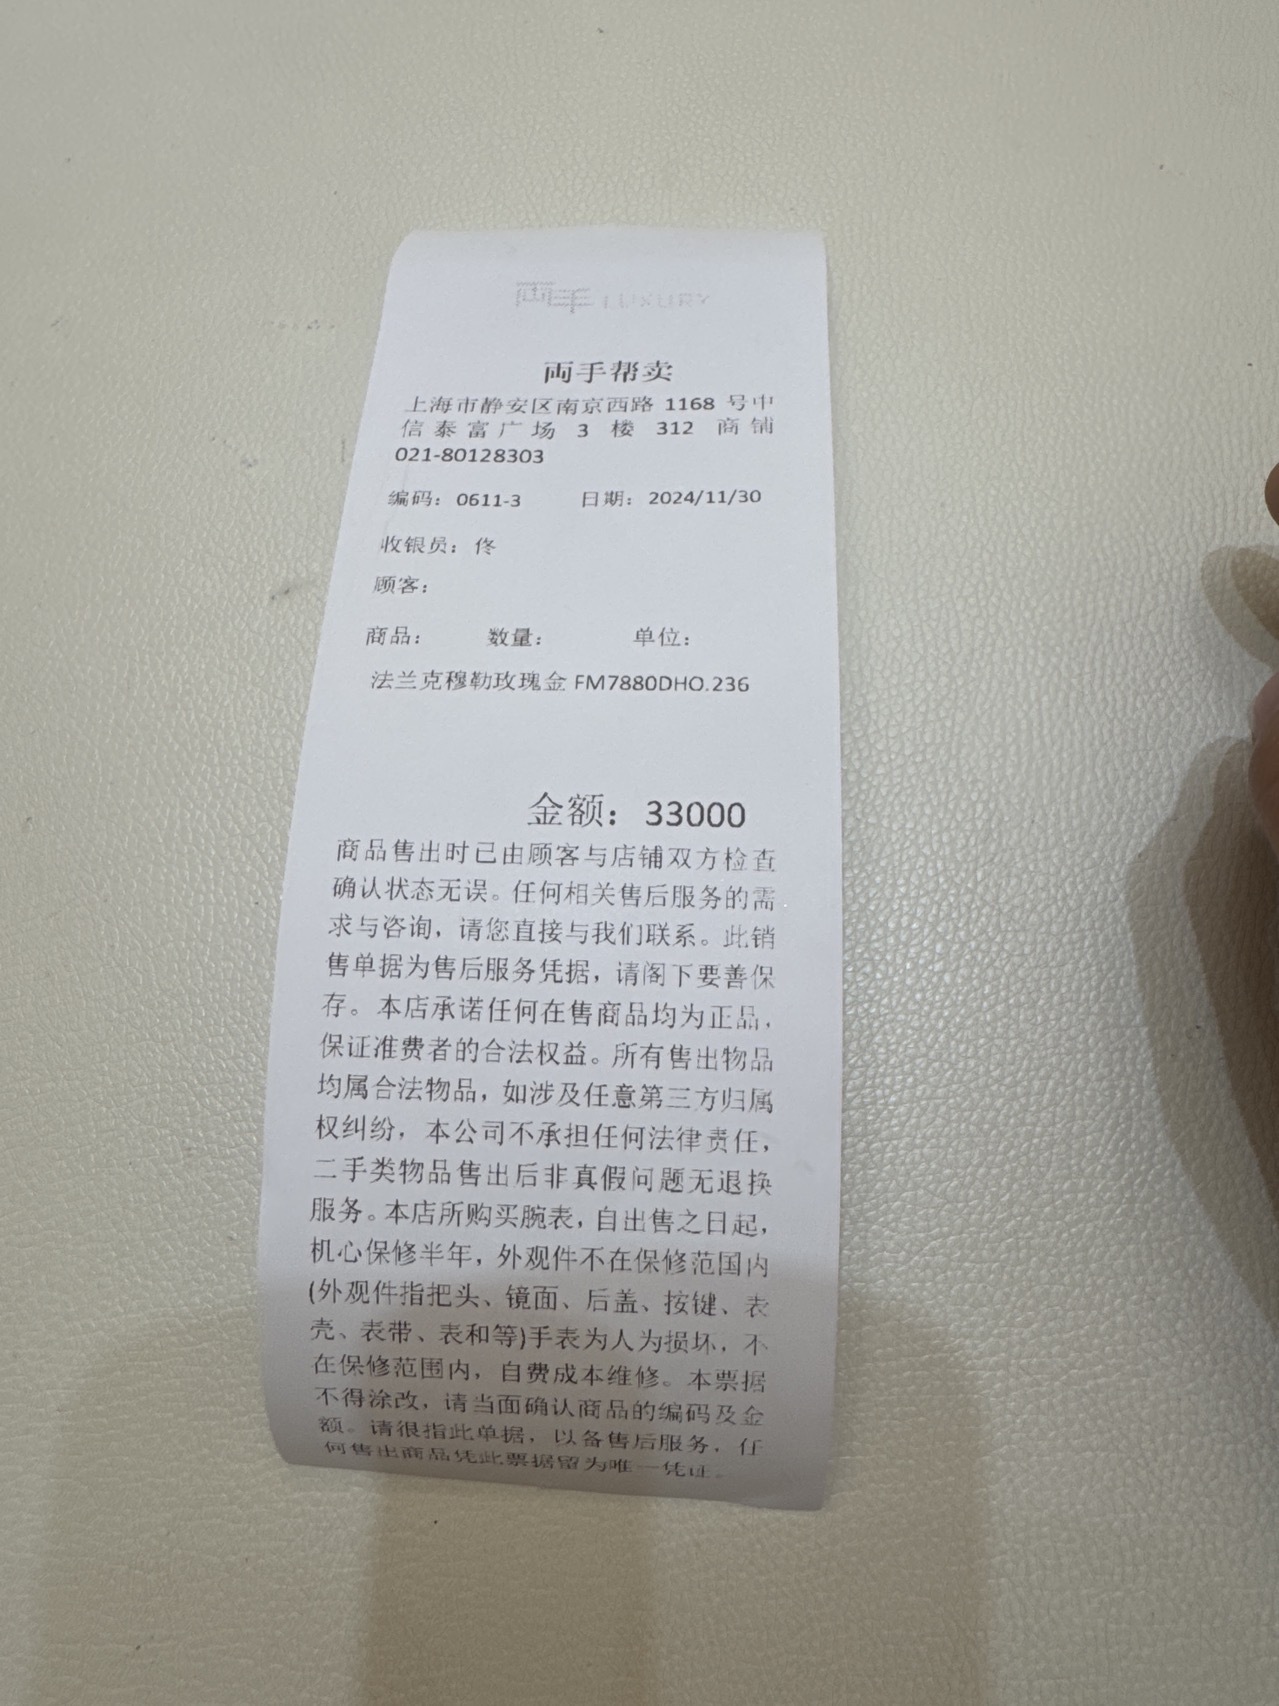 両手 LUXURY
両手帮卖
上海市静安区南京西路 1168 号中
信泰富广场 3 楼 312 商铺
021-80128303
编码：0611-3 日期：2024/11/30
收银员：佟
顾客：
商品： 数量： 单位：
法兰克穆勒玫瑰金 FM7880DHO.236
金额：33000
商品售出时已由顾客与店铺双方检查
确认状态无误。任何相关售后服务的需
求与咨询，请您直接与我们联系。此销
售单据为售后服务凭据，请阁下要善保
存。本店承诺任何在售商品均为正品，
保证准费者的合法权益。所有售出物品
均属合法物品，如涉及任意第三方归属
权纠纷，本公司不承担任何法律责任，
二手类物品售出后非真假问题无退换
服务。本店所购买腕表，自出售之日起，
机心保修半年，外观件不在保修范围内
(外观件指把头、镜面、后盖、按键、表
壳、表带、表和等)手表为人为损坏，不
在保修范围内，自费成本维修。本票据
不得涂改，请当面确认商品的编码及金
额。请很指此单据，以备售后服务，任
何售出商品凭此票据留为唯一凭证。